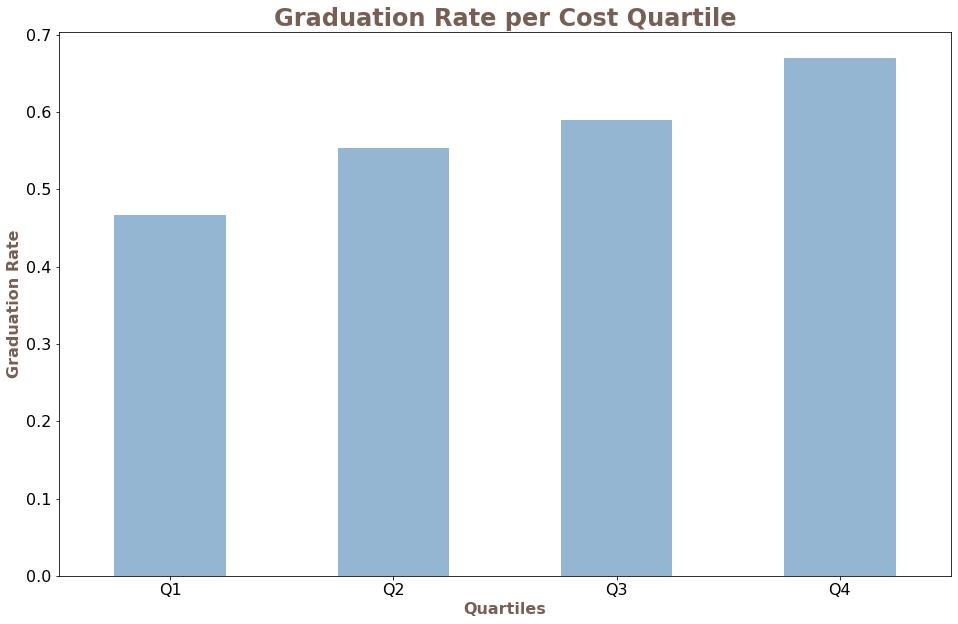 Graduation Rate per Cost Quartile
0.7
0.6
0.5
0.4
0.3
0.2
0.1
0.0
Graduation Rate
Q1 Q2 Q3 Q4
Quartiles